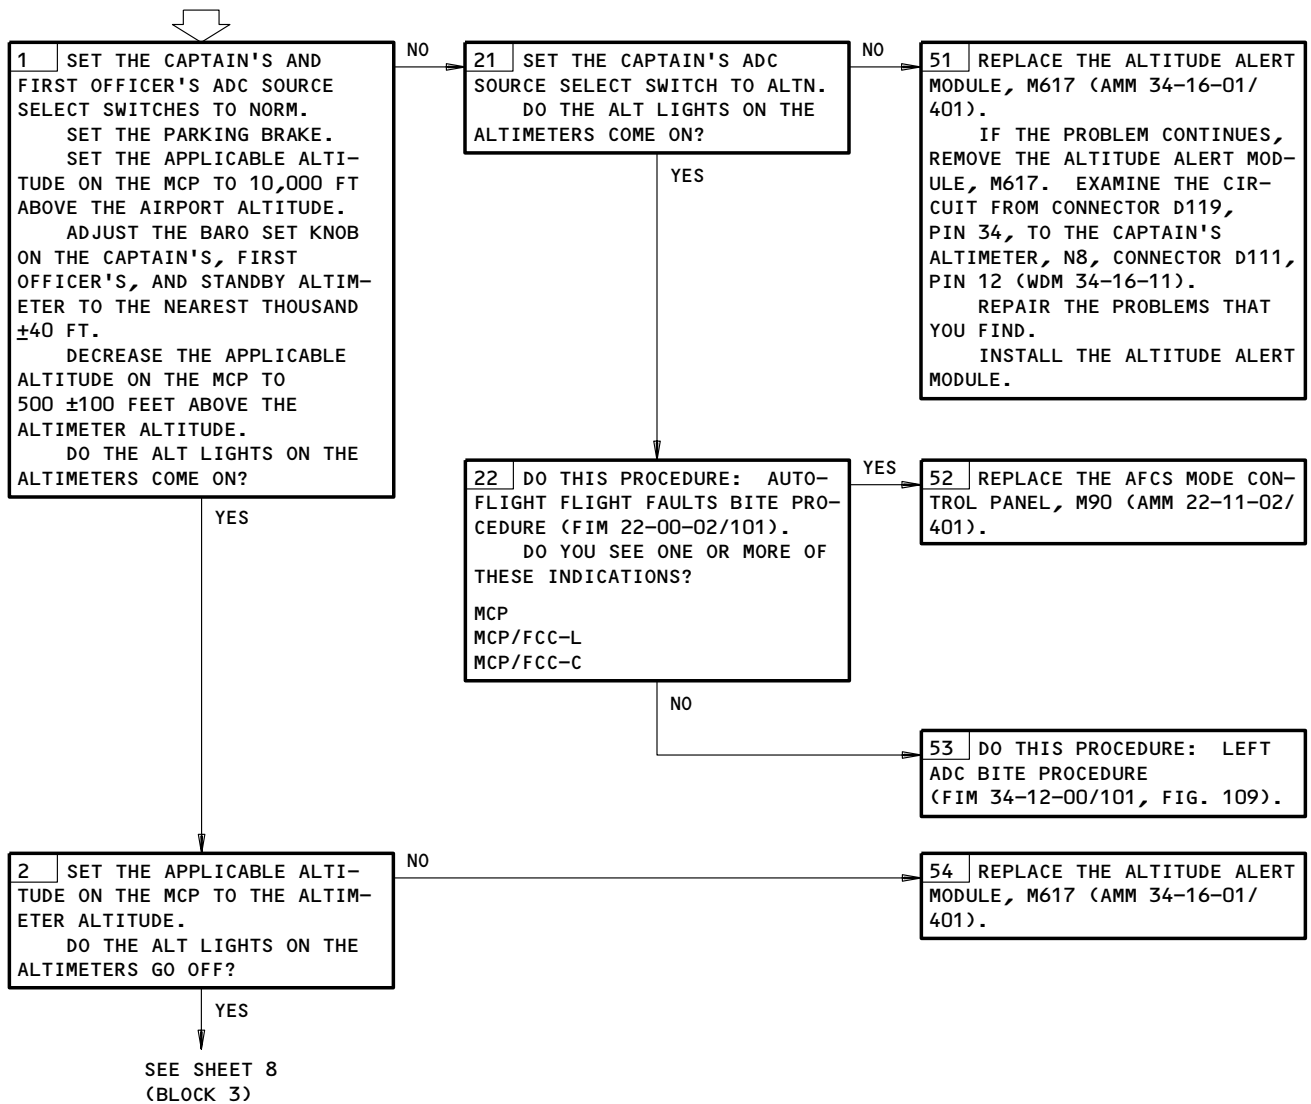 1 SET THE CAPTAIN'S AND
FIRST OFFICER'S ADC SOURCE
SELECT SWITCHES TO NORM.
SET THE PARKING BRAKE.
SET THE APPLICABLE ALTI-
TUDE ON THE MCP TO 10,000 FT
ABOVE THE AIRPORT ALTITUDE.
ADJUST THE BARO SET KNOB
ON THE CAPTAIN'S, FIRST
OFFICER'S, AND STANDBY ALTIM-
ETER TO THE NEAREST THOUSAND
±40 FT.
DECREASE THE APPLICABLE
ALTITUDE ON THE MCP TO
500 ±100 FEET ABOVE THE
ALTIMETER ALTITUDE.
DO THE ALT LIGHTS ON THE
ALTIMETERS COME ON?
NO
YES
21 SET THE CAPTAIN'S ADC
SOURCE SELECT SWITCH TO ALTN.
DO THE ALT LIGHTS ON THE
ALTIMETERS COME ON?
NO
YES
51 REPLACE THE ALTITUDE ALERT
MODULE, M617 (AMM 34-16-01/
401).
IF THE PROBLEM CONTINUES,
REMOVE THE ALTITUDE ALERT MOD-
ULE, M617. EXAMINE THE CIR-
CUIT FROM CONNECTOR D119,
PIN 34, TO THE CAPTAIN'S
ALTIMETER, N8, CONNECTOR D111,
PIN 12 (WDM 34-16-11).
REPAIR THE PROBLEMS THAT
YOU FIND.
INSTALL THE ALTITUDE ALERT
MODULE.
22 DO THIS PROCEDURE: AUTO-
FLIGHT FLIGHT FAULTS BITE PRO-
CEDURE (FIM 22-00-02/101).
DO YOU SEE ONE OR MORE OF
THESE INDICATIONS?
MCP
MCP/FCC-L
MCP/FCC-C
YES
NO
52 REPLACE THE AFCS MODE CON-
TROL PANEL, M90 (AMM 22-11-02/
401).
53 DO THIS PROCEDURE: LEFT
ADC BITE PROCEDURE
(FIM 34-12-00/101, FIG. 109).
2 SET THE APPLICABLE ALTI-
TUDE ON THE MCP TO THE ALTIM-
ETER ALTITUDE.
DO THE ALT LIGHTS ON THE
ALTIMETERS GO OFF?
NO
YES
54 REPLACE THE ALTITUDE ALERT
MODULE, M617 (AMM 34-16-01/
401).
SEE SHEET 8
(BLOCK 3)